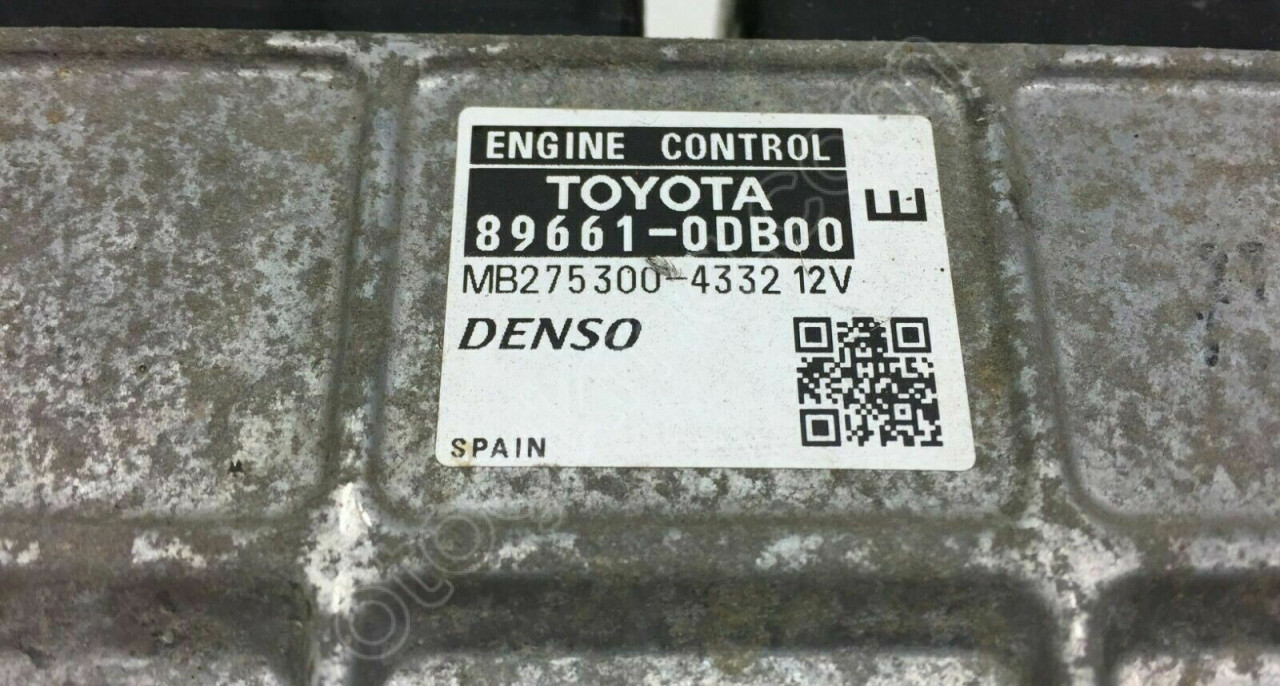 ENGINE CONTROL
TOYOTA
89661-0DB00
E
MB275300-4332 12V
DENSO
SPAIN